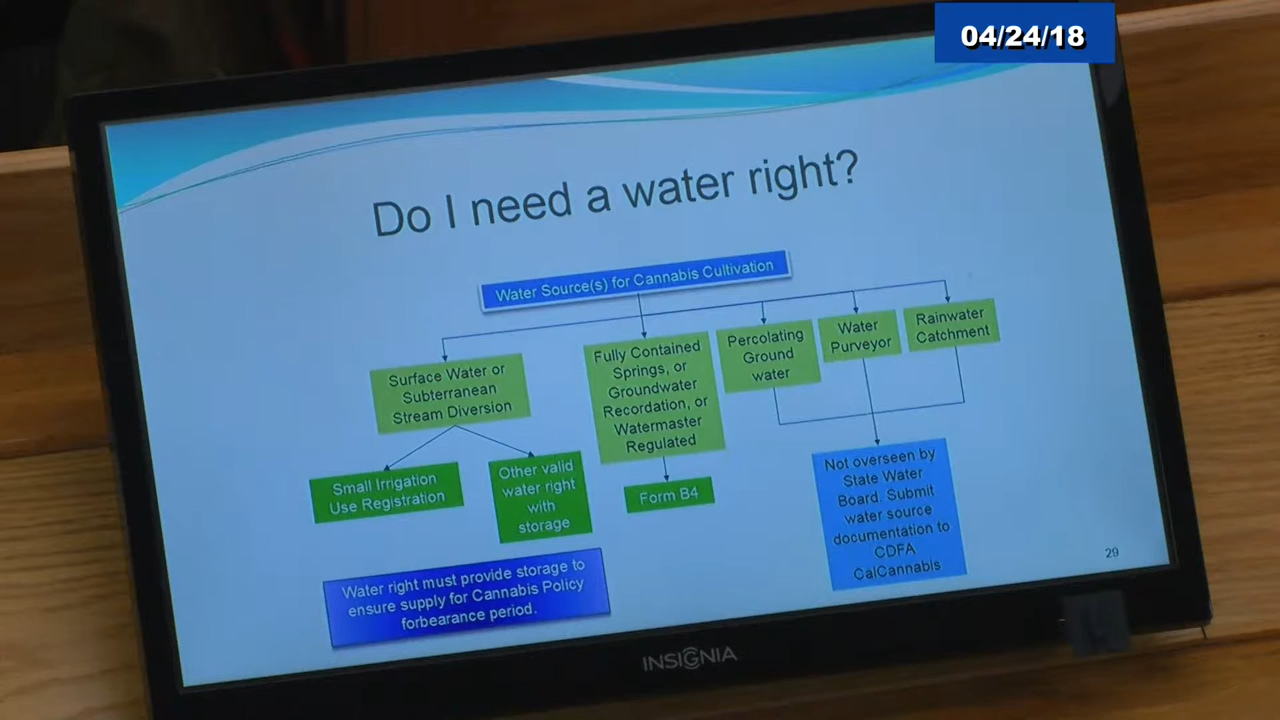 04/24/18
Do I need a water right?
Water Source(s) for Cannabis Cultivation
Surface Water or
Subterranean
Stream Diversion
Fully Contained
Springs, or
Groundwater
Recordation, or
Watermaster
Regulated
Percolating
Ground
water
Water
Purveyor
Rainwater
Catchment
Small Irrigation
Use Registration
Other valid
water right
with
storage
Form B4
Not overseen by
State Water
Board. Submit
water source
documentation to
CDFA
CalCannabis
Water right must provide storage to
ensure supply for Cannabis Policy
forbearance period.
29
INSIGNIA